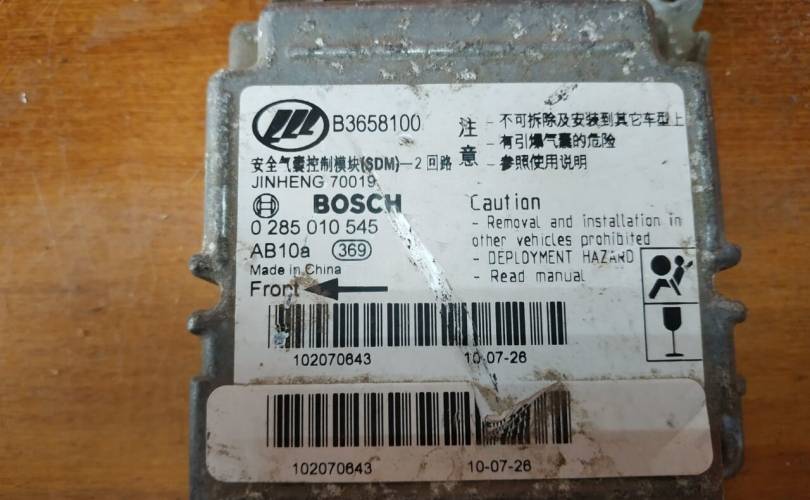 B3658100
安全气囊控制模块(SDM)—2回路
JINHENG 70019
BOSCH
0 285 010 545
AB10a 369
Made in China
Front
注意
- 不可拆除及安装到其它车型上
- 有引爆气囊的危险
- 参照使用说明
Caution
- Removal and installation in
other vehicles prohibited
- DEPLOYMENT HAZARD
- Read manual
102070643 10-07-26
102070643 10-07-26